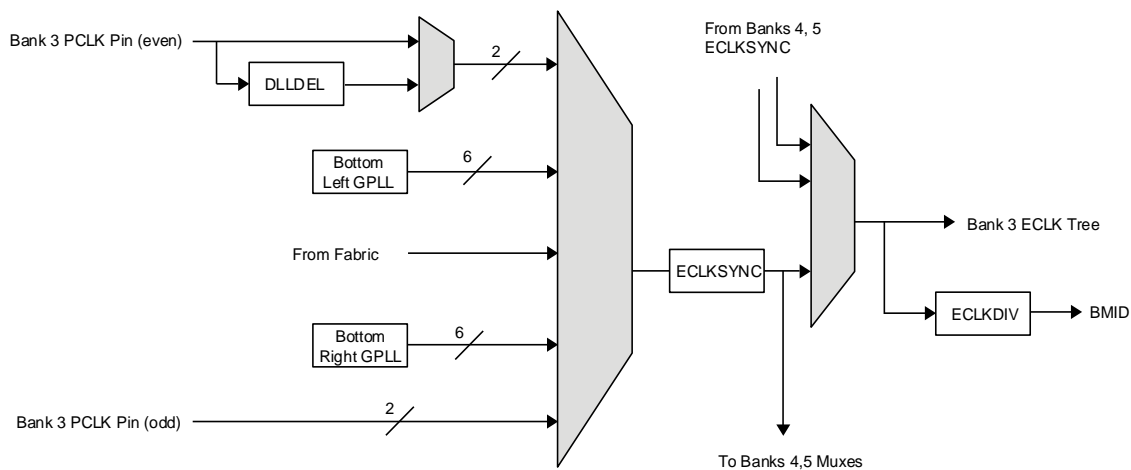 Bank 3 PCLK Pin (even)
DLLDEL
2
From Banks 4, 5
ECLKSYNC
Bottom
Left GPLL
6
From Fabric
ECLKSYNC
Bank 3 ECLK Tree
ECLKDIV
BMID
Bottom
Right GPLL
6
Bank 3 PCLK Pin (odd)
2
To Banks 4,5 Muxes